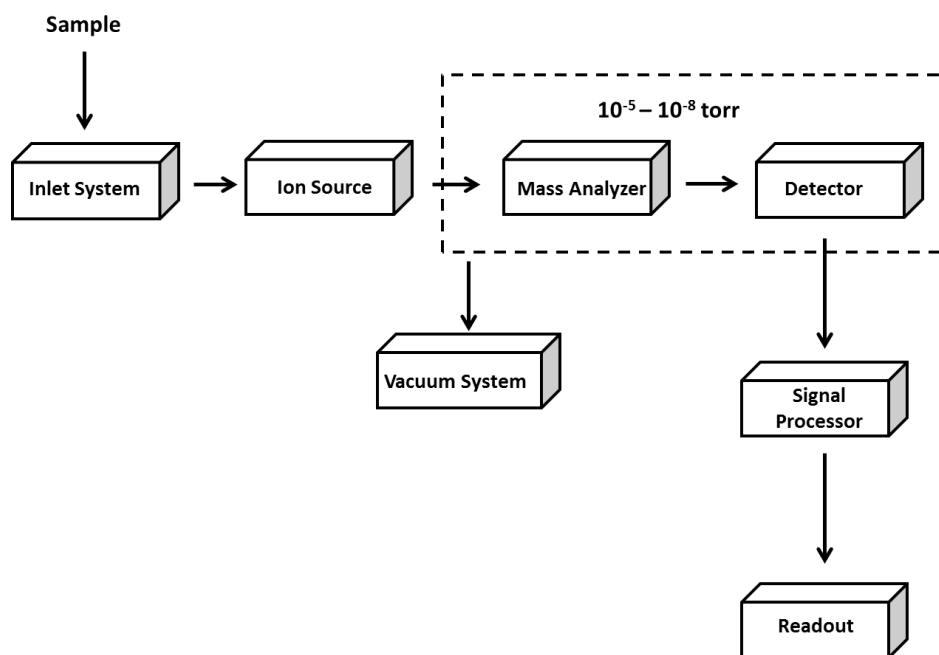 Sample
10⁻⁵ – 10⁻⁸ torr
Inlet System
Ion Source
Mass Analyzer
Detector
Vacuum System
Signal
Processor
Readout